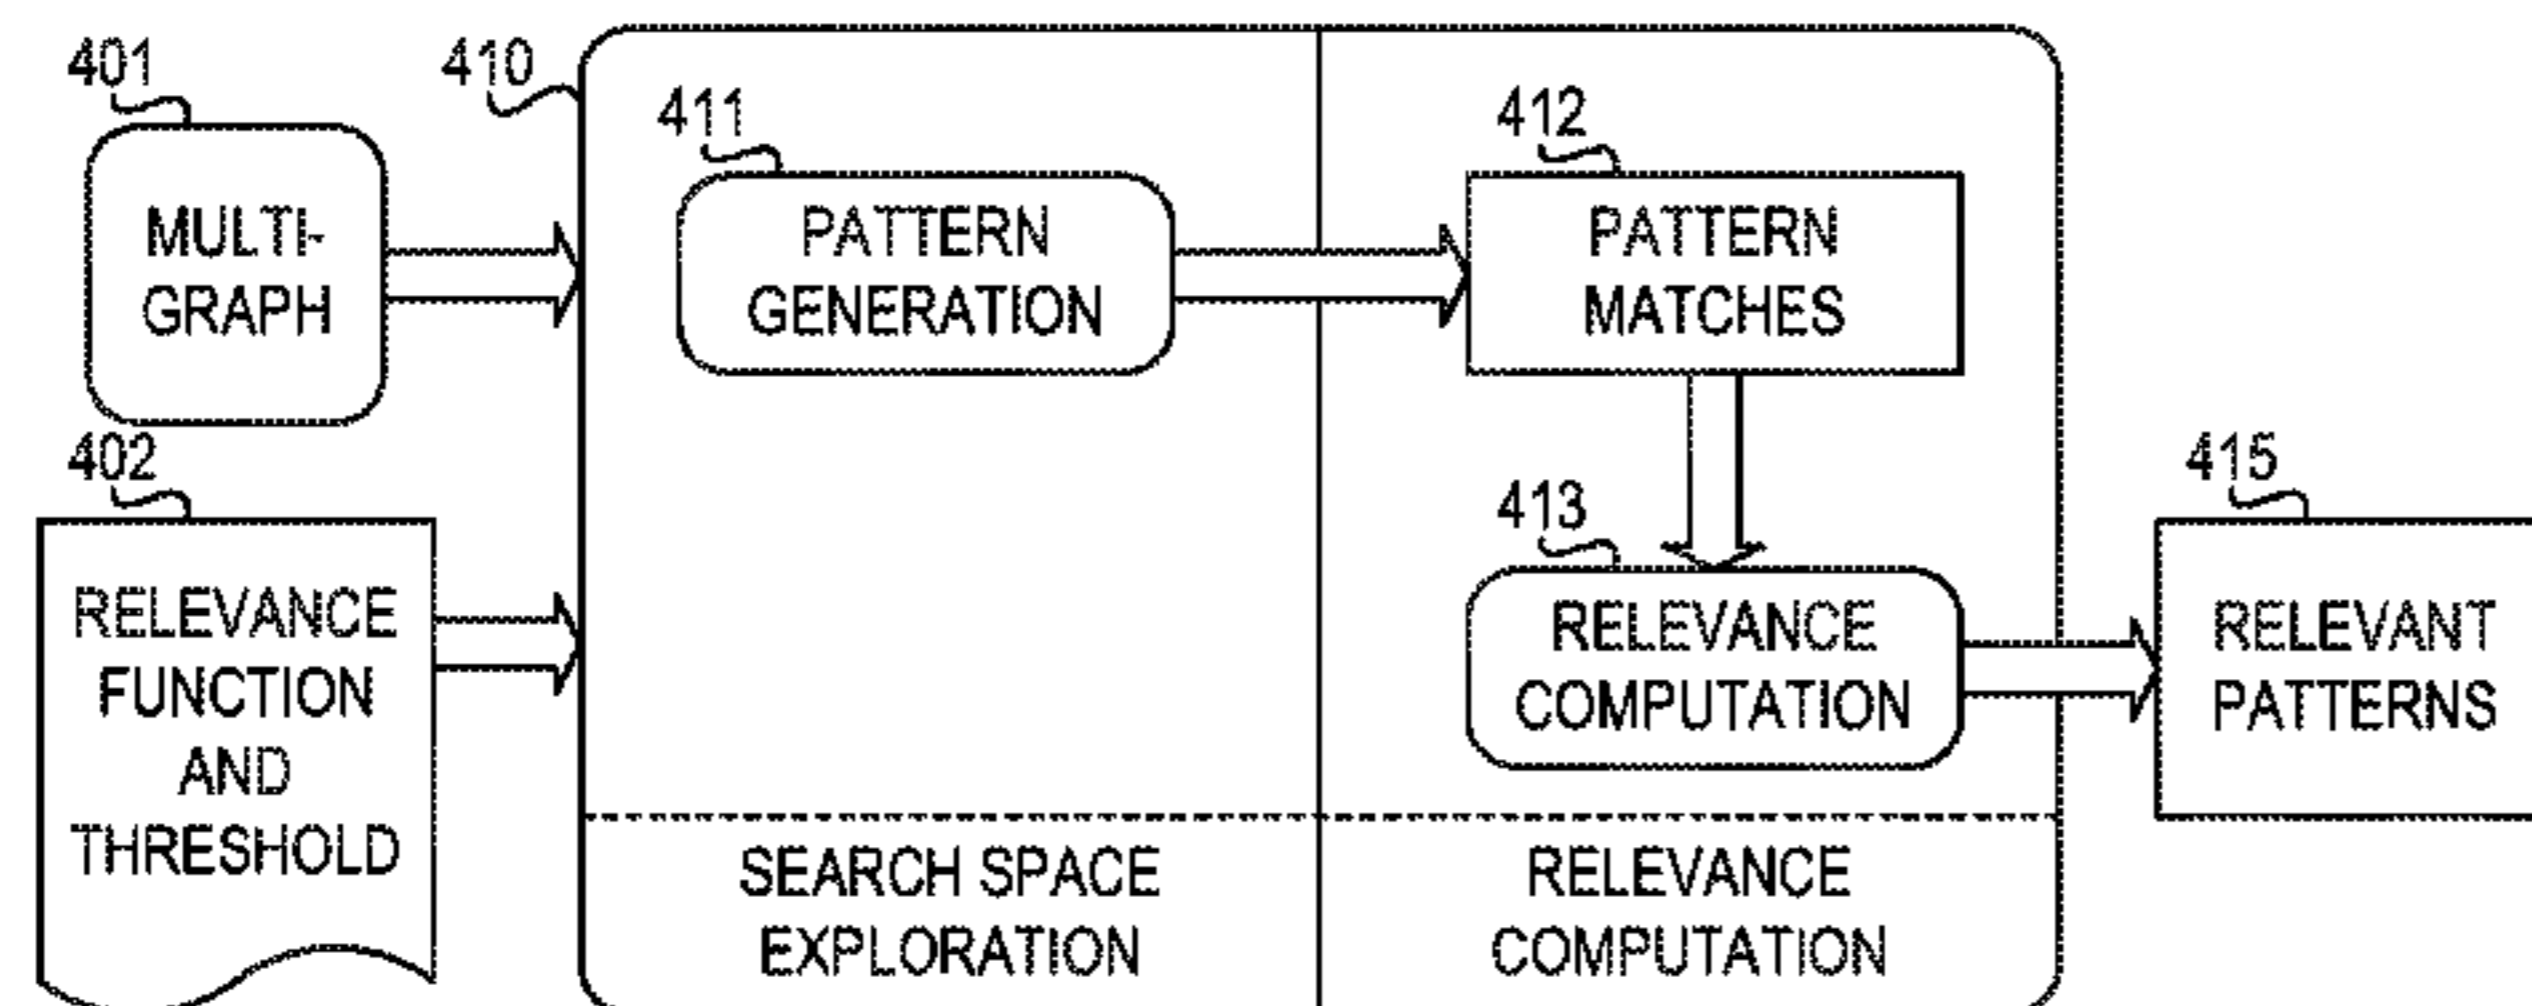 401
MULTI-
GRAPH
402
RELEVANCE
FUNCTION
AND
THRESHOLD
410
411
PATTERN
GENERATION
SEARCH SPACE
EXPLORATION
412
PATTERN
MATCHES
413
RELEVANCE
COMPUTATION
RELEVANCE
COMPUTATION
415
RELEVANT
PATTERNS